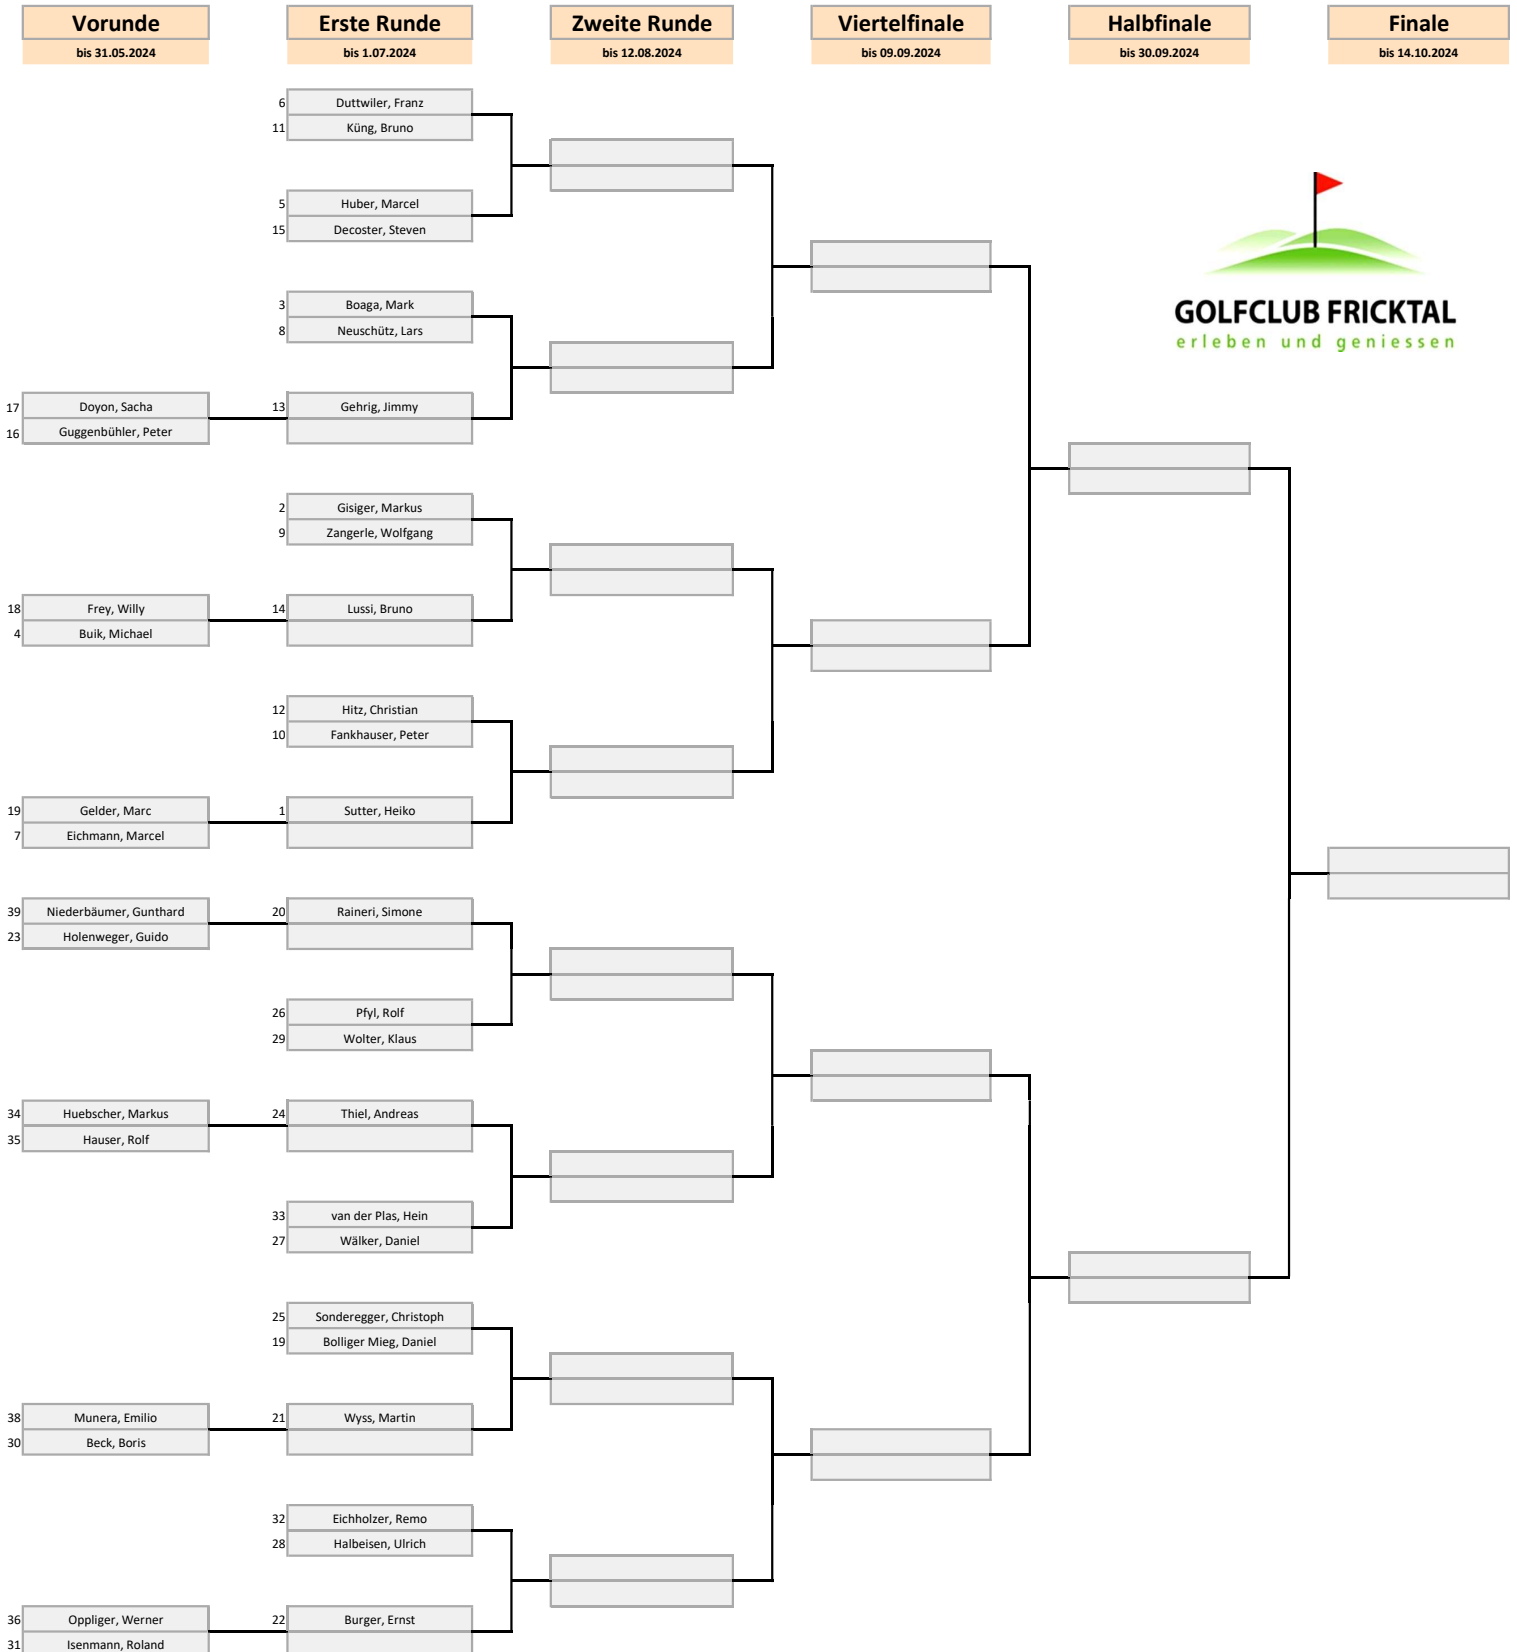 Vorunde Erste Runde Zweite Runde Viertelfinale Halbfinale Finale
bis 31.05.2024 bis 1.07.2024 bis 12.08.2024 bis 09.09.2024 bis 30.09.2024 bis 14.10.2024
6 Duttwiler, Franz
11 Küng, Bruno
5 Huber, Marcel
15 Decoster, Steven
3 Boaga, Mark
GOLFCLUB FRICKTAL
8 Neuschütz, Lars
erleben und geniessen
17 Doyon, Sacha 13 Gehrig, Jimmy
16 Guggenbühler, Peter
2 Gisiger, Markus
9 Zangerle, Wolfgang
18 Frey, Willy 14 Lussi, Bruno
4 Buik, Michael
12 Hitz, Christian
10 Fankhauser, Peter
19 Gelder, Marc 1 Sutter, Heiko
7 Eichmann, Marcel
39 Niederbäumer, Gunthard 20 Raineri, Simone
23 Holenweger, Guido
26 Pfyl, Rolf
29 Wolter, Klaus
34 Huebscher, Markus 24 Thiel, Andreas
35 Hauser, Rolf
33 van der Plas, Hein
27 Wälker, Daniel
25 Sonderegger, Christoph
19 Bolliger Mieg, Daniel
38 Munera, Emilio 21 Wyss, Martin
30 Beck, Boris
32 Eichholzer, Remo
28 Halbeisen, Ulrich
36 Oppliger, Werner 22 Burger, Ernst
31 Isenmann, Roland